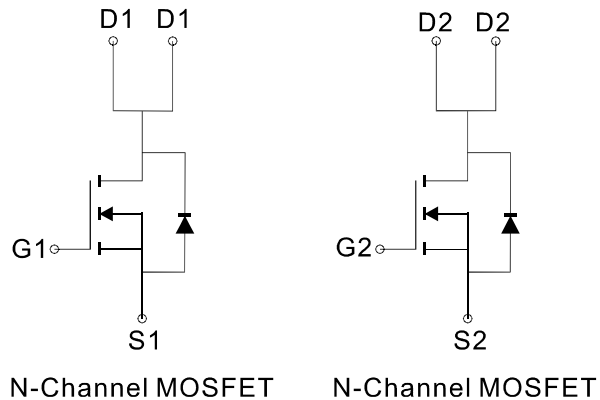 D1 D1 D2 D2
G1 G2
S1 S2
N-Channel MOSFET N-Channel MOSFET